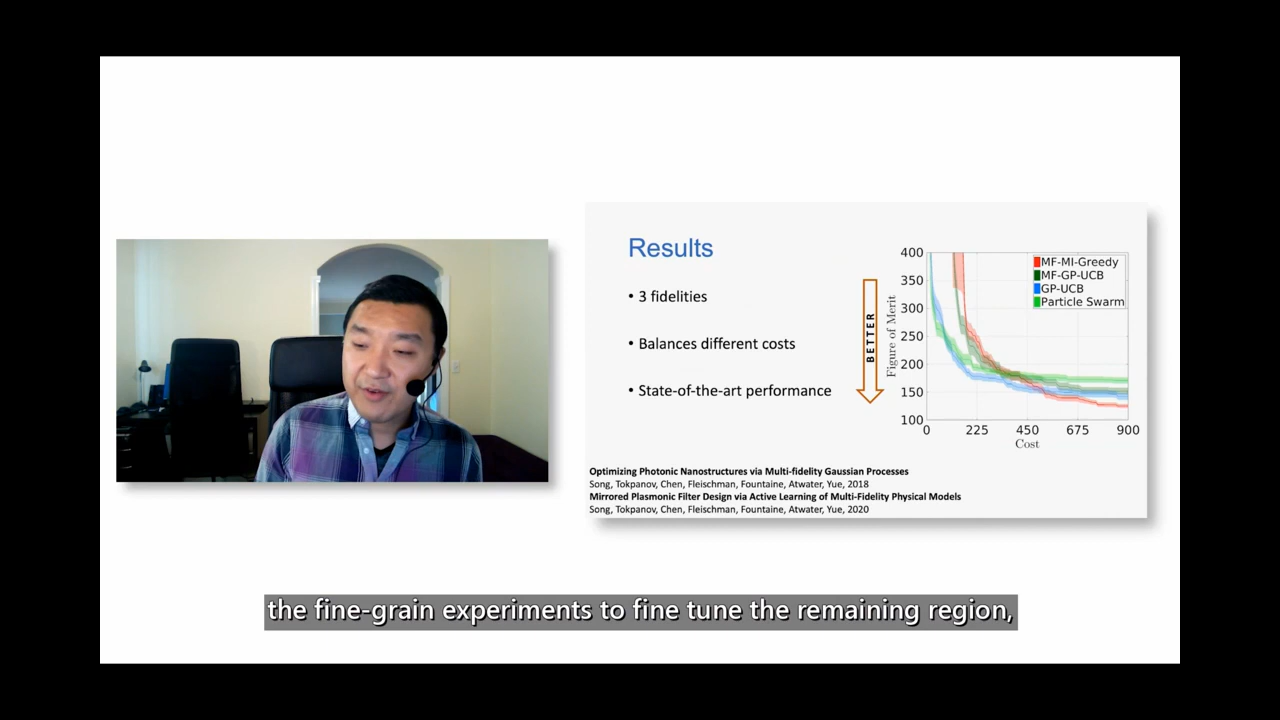 Results
• 3 fidelities
• Balances different costs
• State-of-the-art performance
BETTER
Figure of Merit
400
350
300
250
200
150
100
MF-MI-Greedy
MF-GP-UCB
GP-UCB
Particle Swarm
0 225 450 675 900
Cost
Optimizing Photonic Nanostructures via Multi-fidelity Gaussian Processes
Song, Tokpanov, Chen, Fleischman, Fountaine, Atwater, Yue, 2018
Mirrored Plasmonic Filter Design via Active Learning of Multi-Fidelity Physical Models
Song, Tokpanov, Chen, Fleischman, Fountaine, Atwater, Yue, 2020
the fine-grain experiments to fine tune the remaining region,